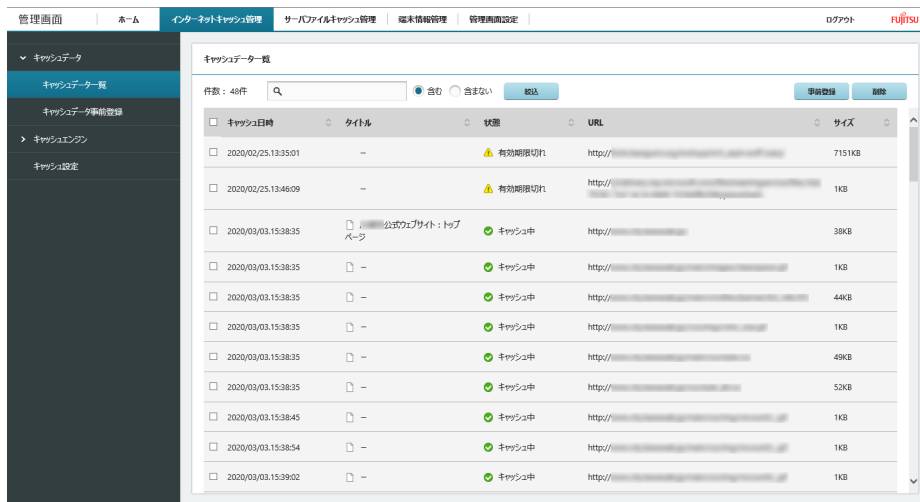 管理画面 ホーム インターネットキャッシュ管理 サーバファイルキャッシュ管理 端末情報管理 管理画面設定 ログアウト FUJITSU
キャッシュデータ
キャッシュデータ一覧
キャッシュデータ事前登録
キャッシュエンジン
キャッシュ設定
キャッシュデータ一覧
件数： 48件 含む 含まない 絞込 事前登録 削除
キャッシュ日時 タイトル 状態 URL サイズ
2020/02/25.13:35:01 － 有効期限切れ http:// 7151KB
2020/02/25.13:46:09 － 有効期限切れ http:// 1KB
2020/03/03.15:38:35 公式ウェブサイト：トップ キャッシュ中 http:// 38KB
ページ
2020/03/03.15:38:35 － キャッシュ中 http:// 1KB
2020/03/03.15:38:35 － キャッシュ中 http:// 44KB
2020/03/03.15:38:35 － キャッシュ中 http:// 1KB
2020/03/03.15:38:35 － キャッシュ中 http:// 49KB
2020/03/03.15:38:35 － キャッシュ中 http:// 52KB
2020/03/03.15:38:45 － キャッシュ中 http:// 1KB
2020/03/03.15:38:54 － キャッシュ中 http:// 1KB
2020/03/03.15:39:02 － キャッシュ中 http:// 1KB